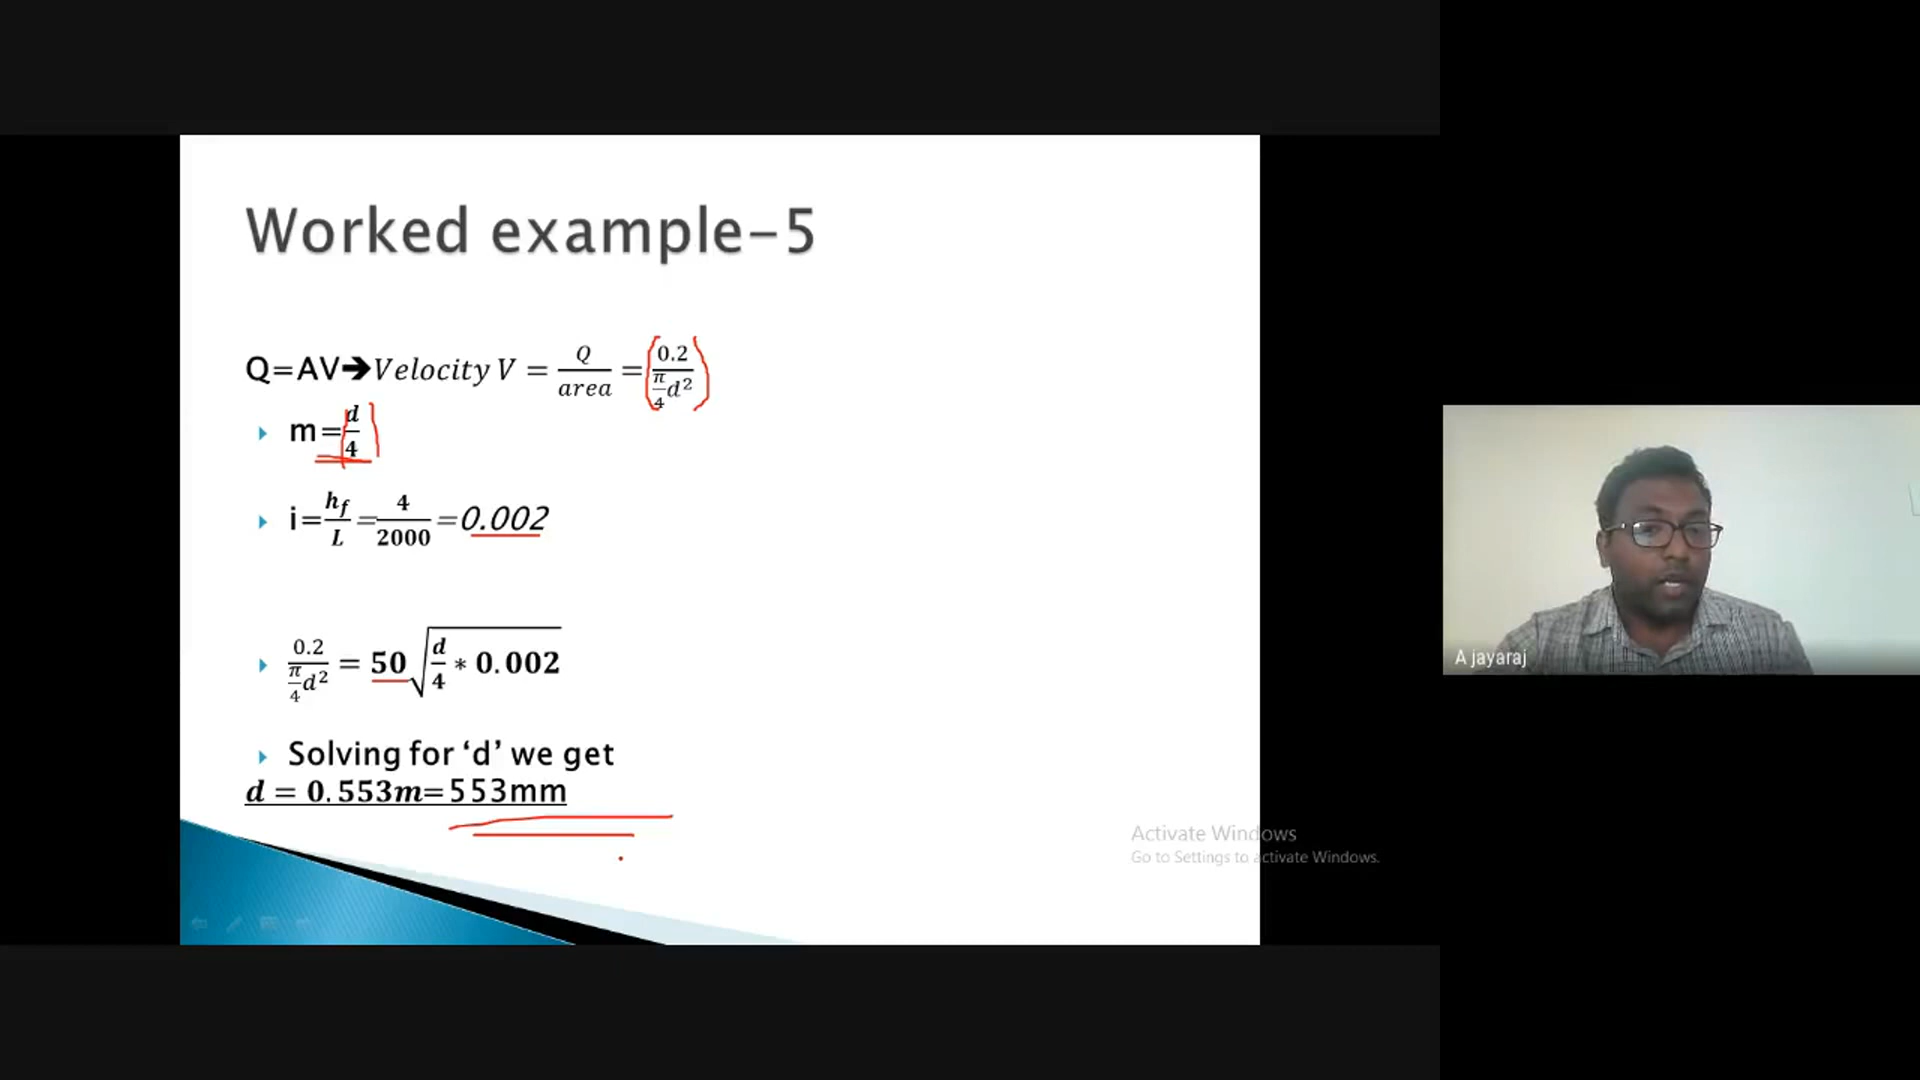 Worked example-5
Q=AV➔Velocity V = Q/area = 0.2/(π/4 d²)
m=d/4
i=h_f/L=4/2000=0.002
0.2/(π/4 d²) = 50√(d/4 * 0.002)
Solving for ‘d’ we get
d = 0.553m=553mm
A jayaraj
Activate Windows
Go to Settings to activate Windows.